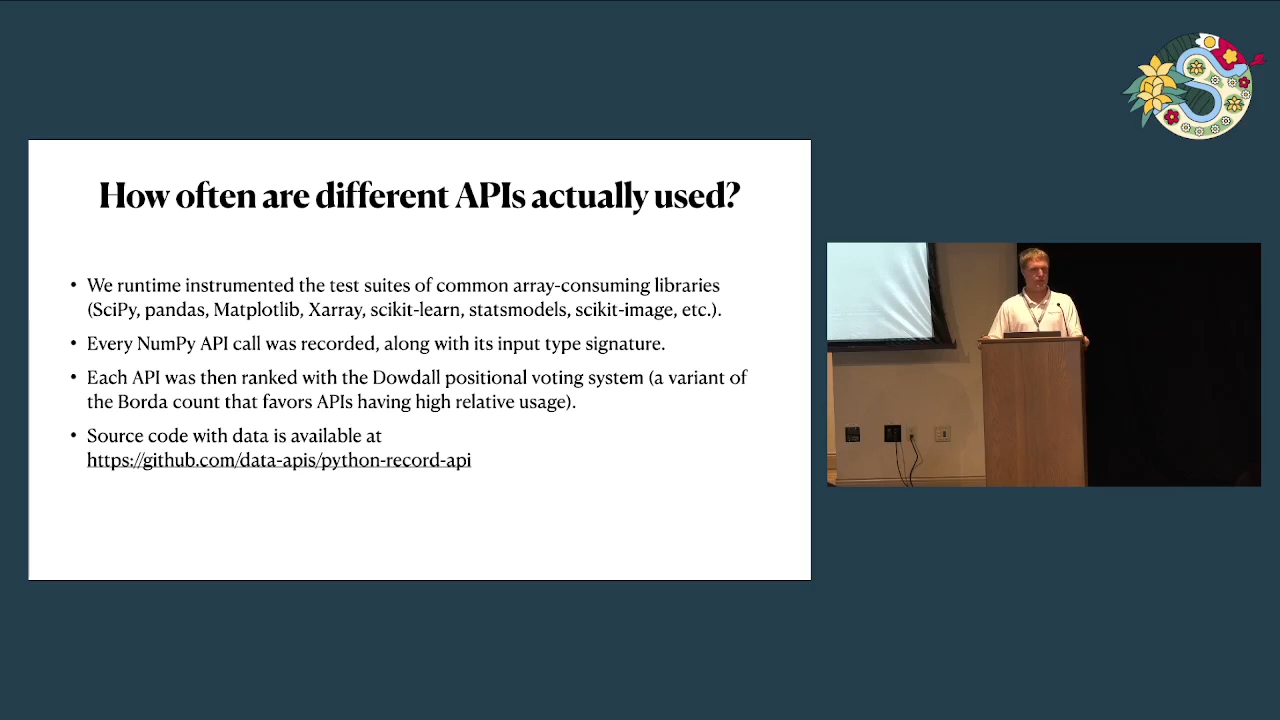 How often are different APIs actually used?
• We runtime instrumented the test suites of common array-consuming libraries
(SciPy, pandas, Matplotlib, Xarray, scikit-learn, statsmodels, scikit-image, etc.).
• Every NumPy API call was recorded, along with its input type signature.
• Each API was then ranked with the Dowdall positional voting system (a variant of
the Borda count that favors APIs having high relative usage).
• Source code with data is available at
https://github.com/data-apis/python-record-api